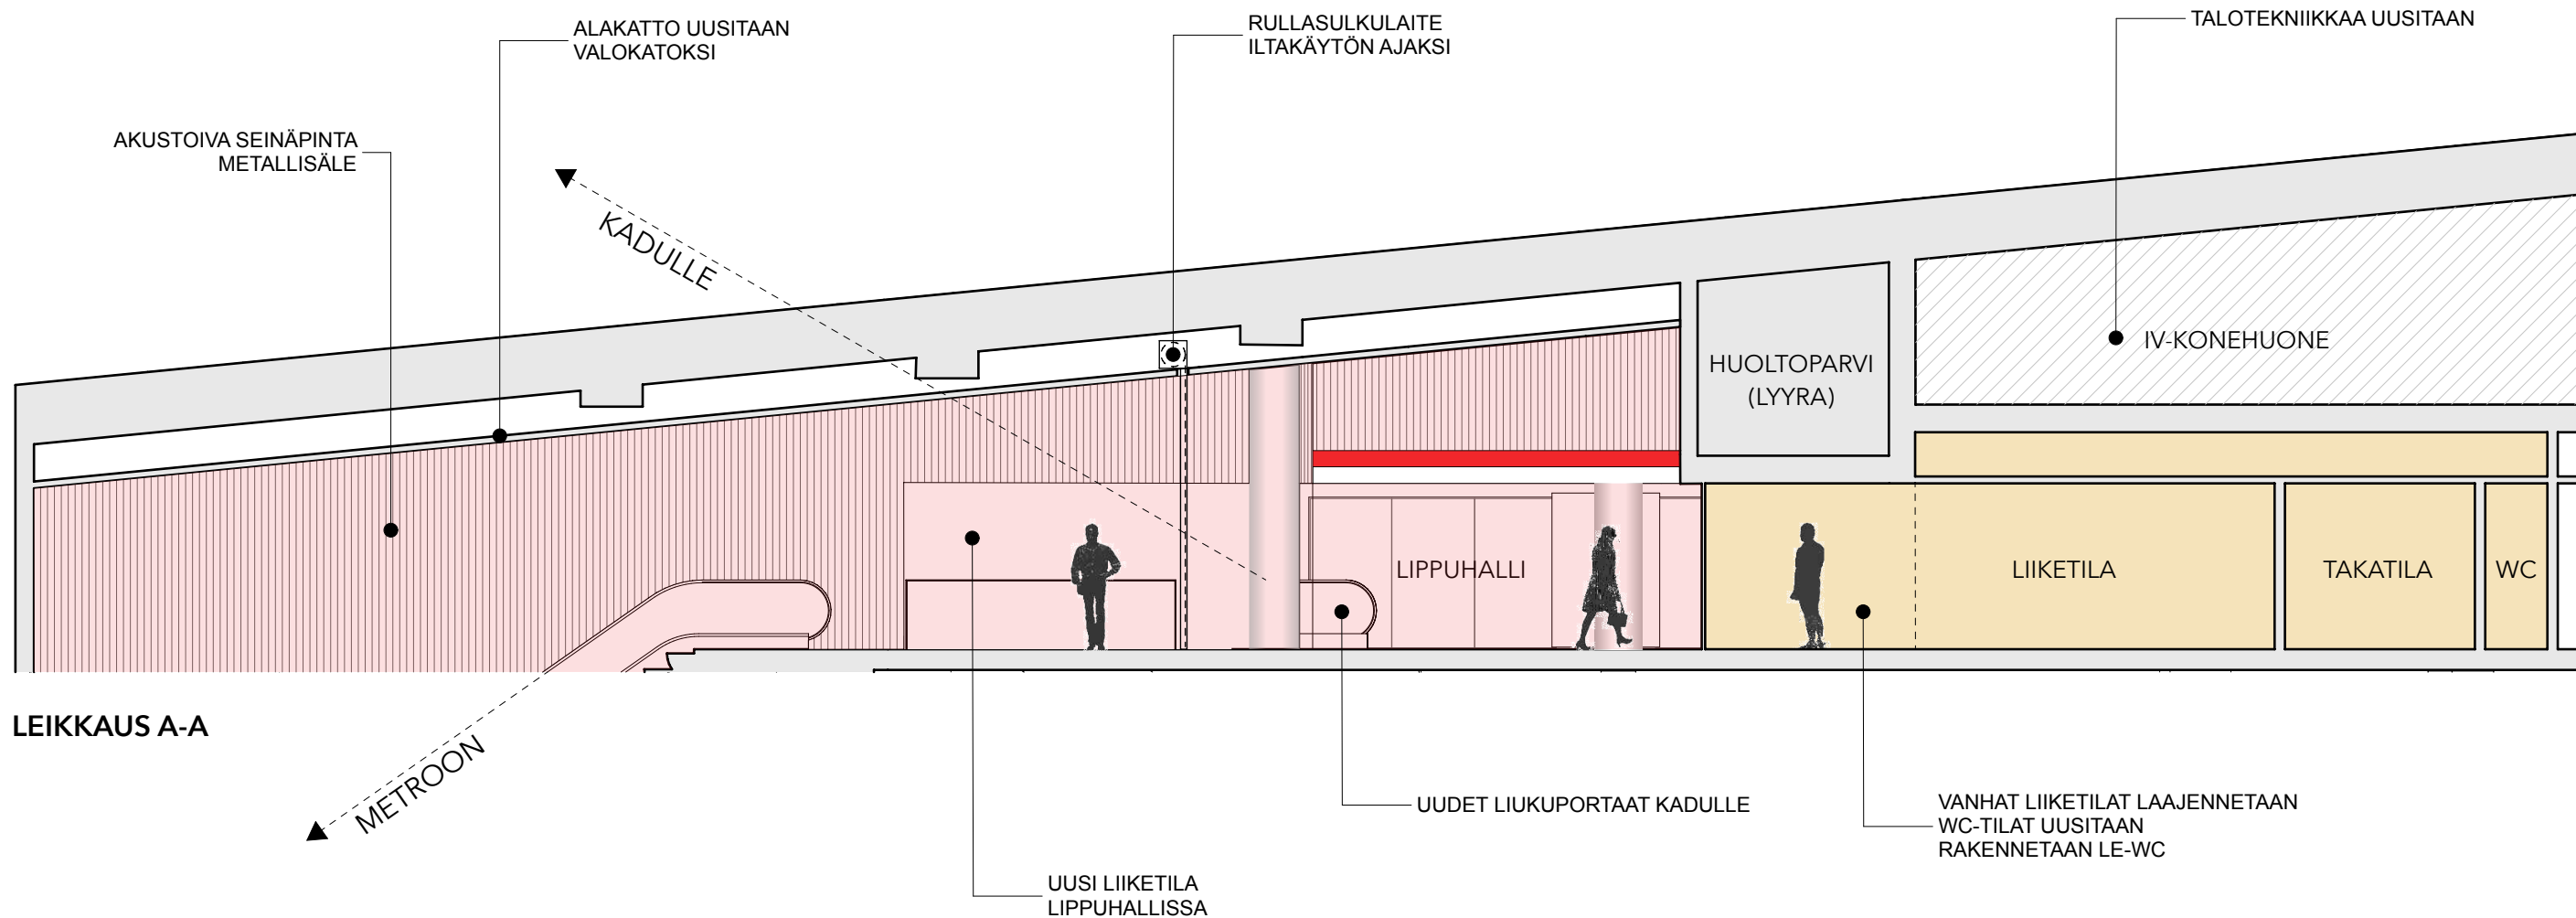 ALAKATTO UUSITAAN
VALOKATOKSI
RULLASULKULAITE
ILTAKÄYTÖN AJAKSI
TALOTEKNIIKKAA UUSITAAN
AKUSTOIVA SEINÄPINTA
METALLISÄLE
KADULLE
IV-KONEHUONE
HUOLTOPARVI
(LYYRA)
LIPPUHALLI
LIIKETILA
TAKATILA
WC
LEIKKAUS A-A
METROON
UUDET LIUKUPORTAAT KADULLE
VANHAT LIIKETILAT LAAJENNETAAN
WC-TILAT UUSITAAN
RAKENNETAAN LE-WC
UUSI LIIKETILA
LIPPUHALLISSA